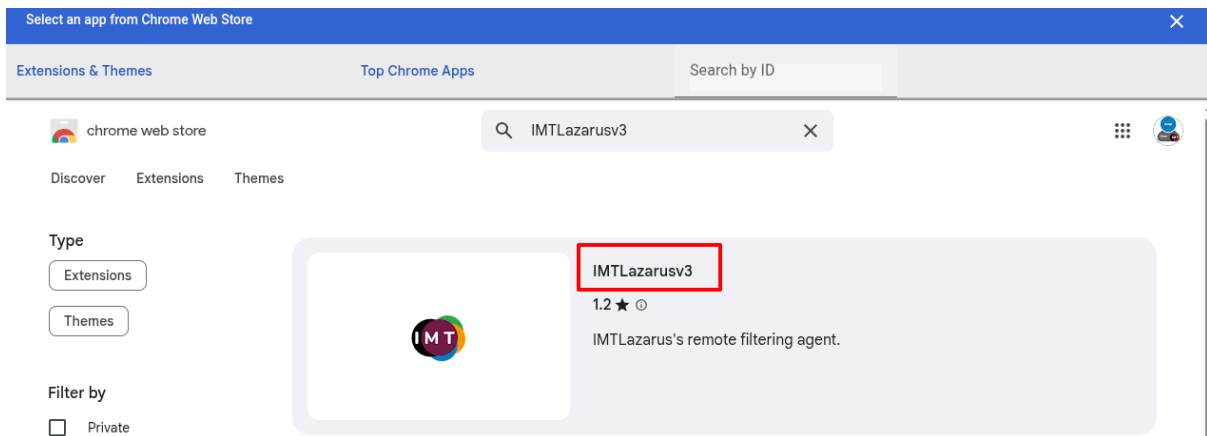 Select an app from Chrome Web Store
Extensions & Themes Top Chrome Apps Search by ID
chrome web store IMTLazarusv3
Discover Extensions Themes
Type
Extensions
Themes
Filter by
Private
IMT
IMTLazarusv3
1.2 ★
IMTLazarus's remote filtering agent.